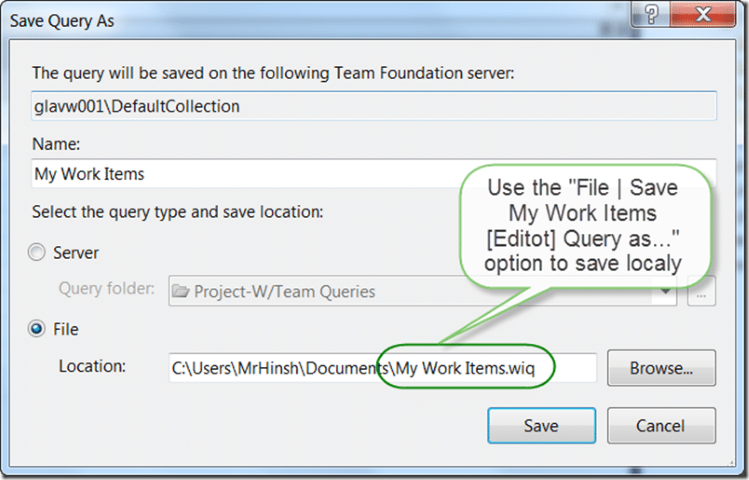 Save Query As
The query will be saved on the following Team Foundation server:
glavw001\DefaultCollection
Name:
My Work Items
Use the "File | Save
My Work Items
[Editot] Query as..."
option to save localy
Select the query type and save location:
Server
Query folder: Project-W/Team Queries ...
File
Location: C:\Users\MrHinsh\Documents\My Work Items.wiq Browse...
Save Cancel